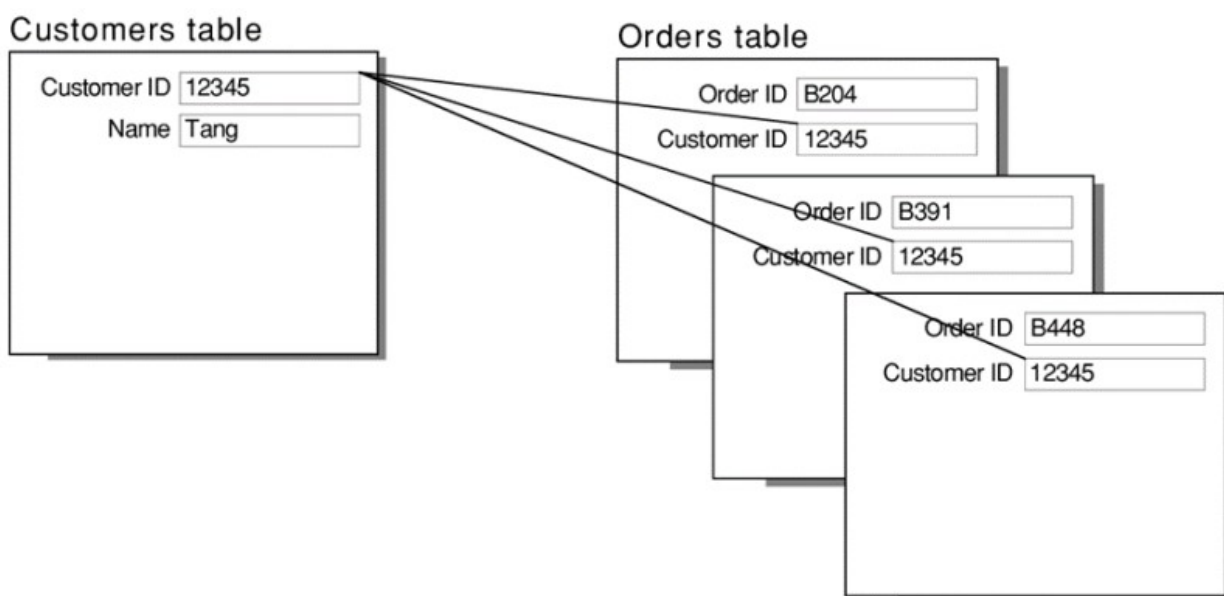 Customers table
Customer ID 12345
Name Tang
Orders table
Order ID B204
Customer ID 12345
Order ID B391
Customer ID 12345
Order ID B448
Customer ID 12345